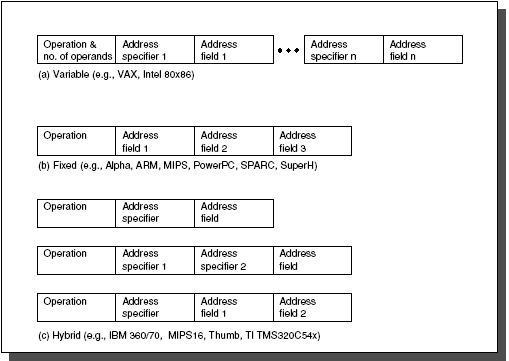 Operation & no. of operands Address specifier 1 Address field 1 ••• Address specifier n Address field n
(a) Variable (e.g., VAX, Intel 80x86)
Operation Address field 1 Address field 2 Address field 3
(b) Fixed (e.g., Alpha, ARM, MIPS, PowerPC, SPARC, SuperH)
Operation Address specifier Address field
Operation Address specifier 1 Address specifier 2 Address field
Operation Address specifier Address field 1 Address field 2
(c) Hybrid (e.g., IBM 360/70, MIPS16, Thumb, TI TMS320C54x)